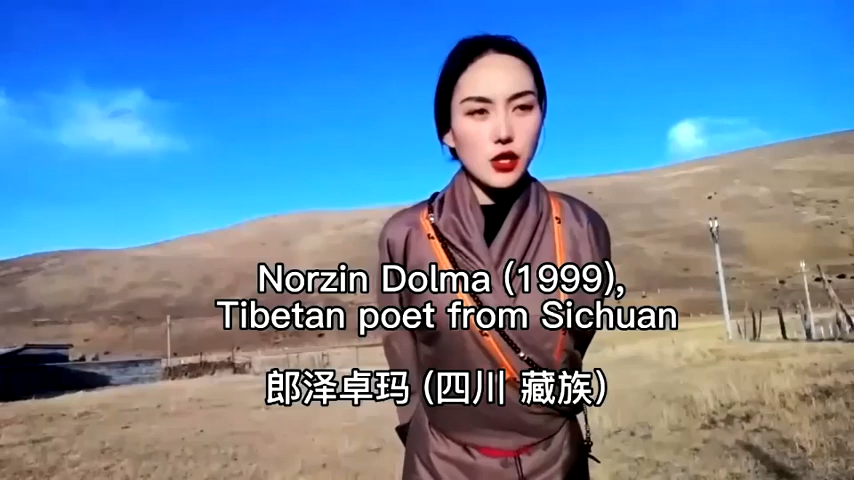 Norzin Dolma (1999),
Tibetan poet from Sichuan
郎泽卓玛 (四川 藏族)